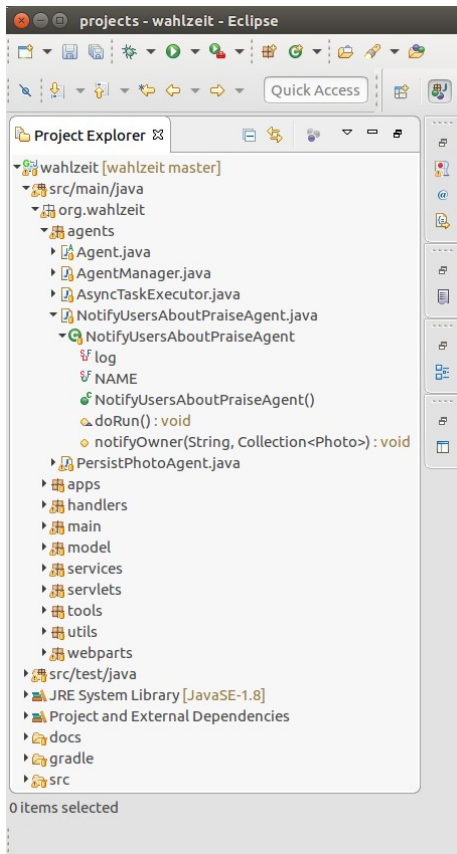 projects - wahlzeit - Eclipse
Quick Access
Project Explorer
wahlzeit [wahlzeit master]
src/main/java
org.wahlzeit
agents
Agent.java
AgentManager.java
AsyncTaskExecutor.java
NotifyUsersAboutPraiseAgent.java
NotifyUsersAboutPraiseAgent
log
NAME
NotifyUsersAboutPraiseAgent()
doRun() : void
notifyOwner(String, Collection<Photo>) : void
PersistPhotoAgent.java
apps
handlers
main
model
services
servlets
tools
utils
webparts
src/test/java
JRE System Library [JavaSE-1.8]
Project and External Dependencies
docs
gradle
src
0 items selected